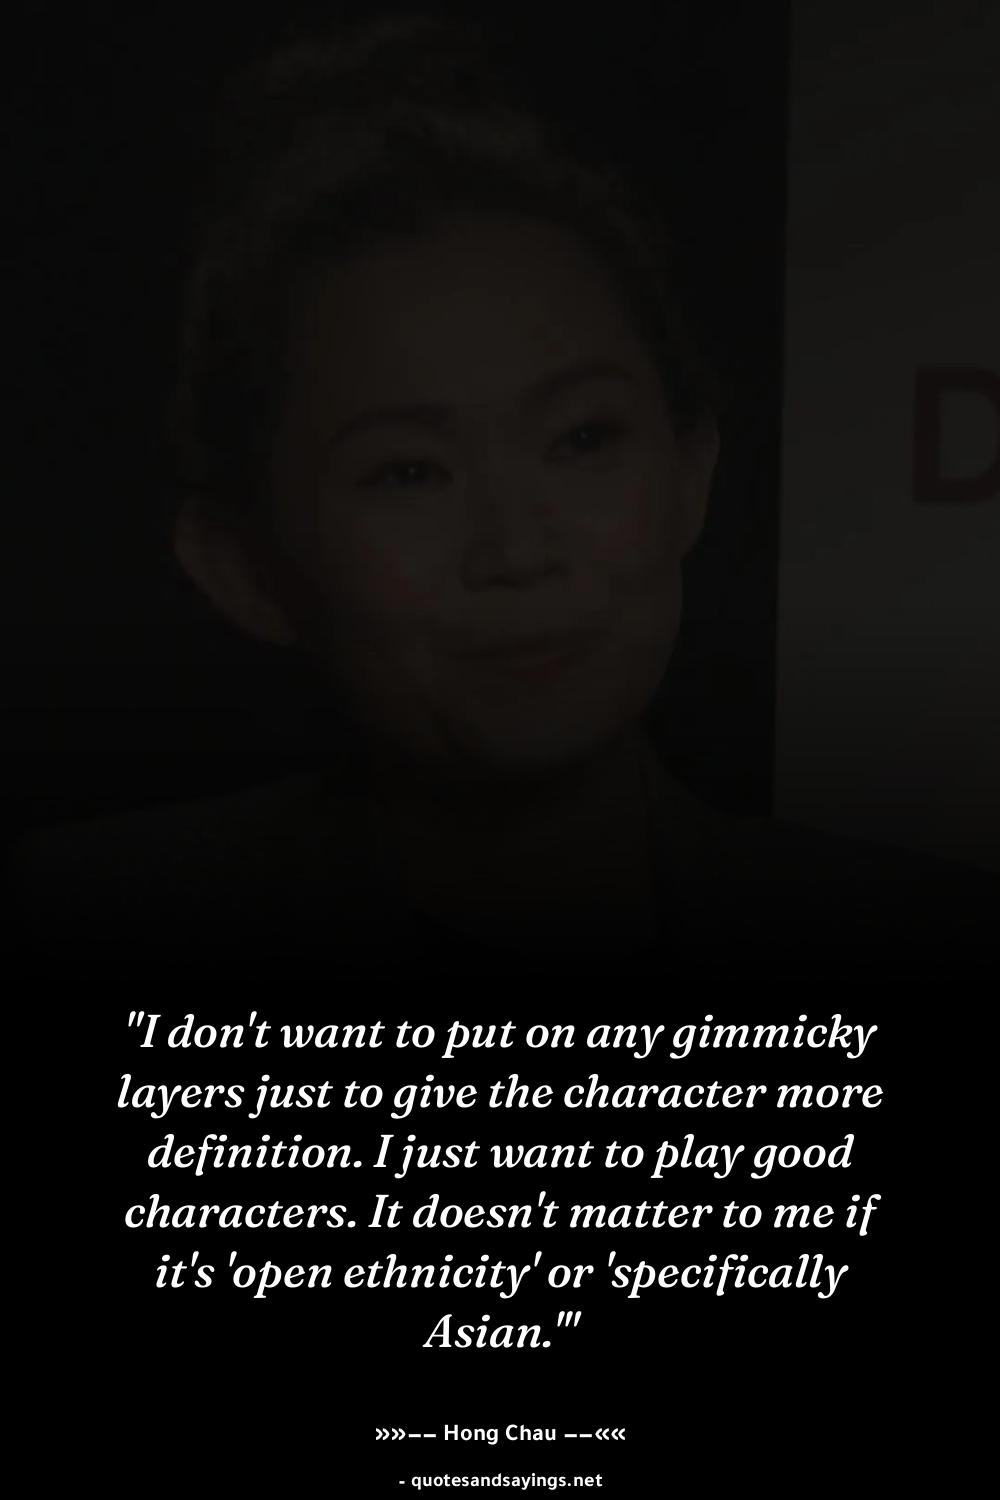 D
"I don't want to put on any gimmicky
layers just to give the character more
definition. I just want to play good
characters. It doesn't matter to me if
it's 'open ethnicity' or 'specifically
Asian.'"
»»−− Hong Chau −−««
- quotesandsayings.net